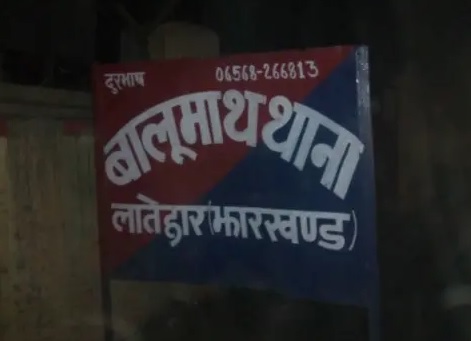 दुरभाष 06568-266813
बालूमाथ थाना
लातेहार (झारखण्ड)